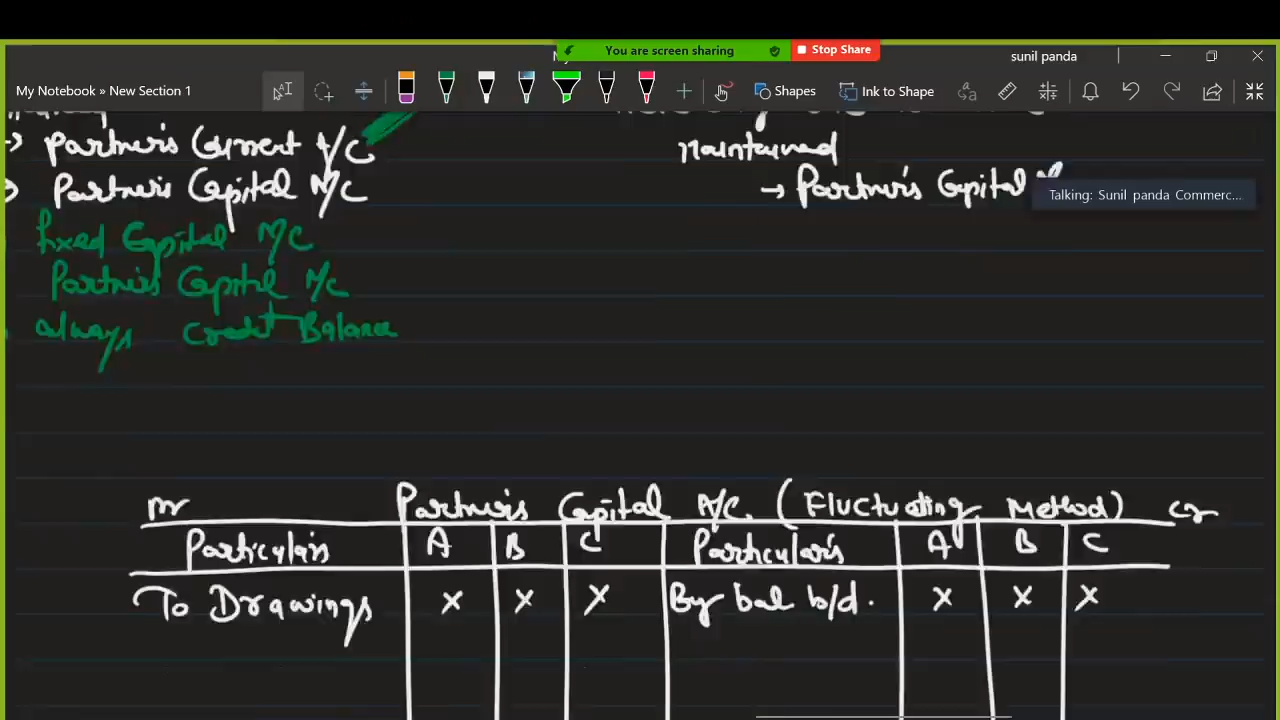 You are screen sharing
Stop Share
sunil panda
My Notebook » New Section 1
Shapes
Ink to Shape
→ Partner's Current A/C
→ Partner's Capital A/C
fixed Capital A/C
Partner's Capital A/C
always Credit Balance
Maintained
→ Partner's Capital
Talking: Sunil panda Commerc...
Partner's Capital A/C. (Fluctuating Method) cr
Particulars A B C Particulars A B C
To Drawings x x x By bal b/d. x x x